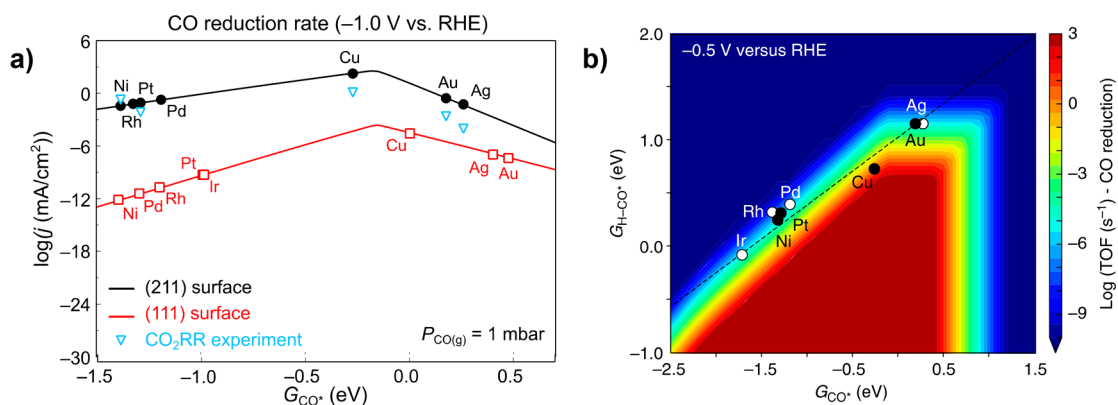 CO reduction rate (–1.0 V vs. RHE)
a)
6
0
–6
–12
–18
–24
–30
log(j (mA/cm²)
Ni
Pt
Rh
Pd
Cu
Au
Ag
Pt
Ir
Ni
Pd
Rh
Cu
Ag
Au
(211) surface
(111) surface
CO₂RR experiment
P_CO(g) = 1 mbar
–1.5
–1.0
0.0
0.5
G_CO* (eV)
b)
–0.5 V versus RHE
2.0
1.0
0.0
–1.0
G_H–CO* (eV)
Ag
Au
Cu
Pd
Rh
Pt
Ni
Ir
–2.5
–1.5
–0.5
0.5
1.5
G_CO* (eV)
3
0
–3
–6
–9
Log (TOF (s⁻¹) - CO reduction)